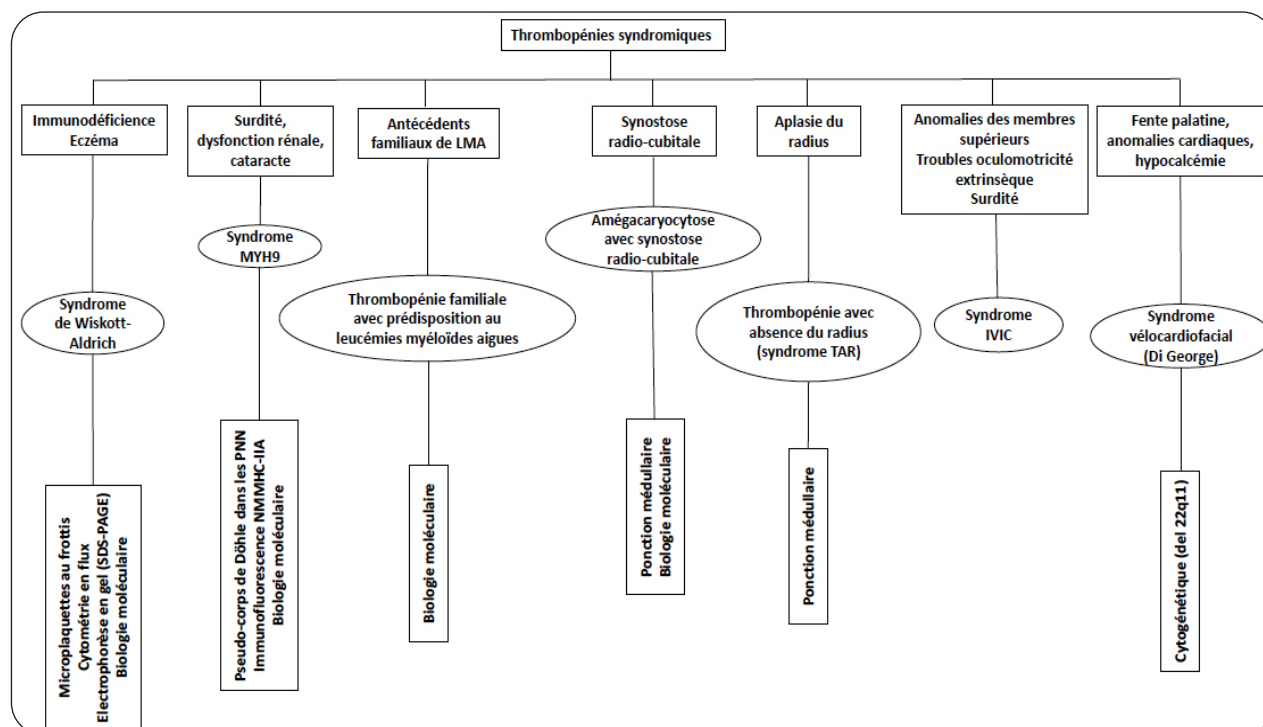 Thrombopénies syndromiques
Immunodéficience
Eczéma
Surdité,
dysfonction rénale,
cataracte
Antécédents
familiaux de LMA
Synostose
radio-cubitale
Aplasie du
radius
Anomalies des membres
supérieurs
Troubles oculomotricité
extrinsèque
Surdité
Fente palatine,
anomalies cardiaques,
hypocalcémie
Syndrome
de Wiskott-
Aldrich
Syndrome
MYH9
Thrombopénie familiale
avec prédisposition au
leucémies myéloïdes aigues
Amégacaryocytose
avec synostose
radio-cubitale
Thrombopénie avec
absence du radius
(syndrome TAR)
Syndrome
IVIC
Syndrome
vélocardiofacial
(Di George)
Microplaquettes au frottis
Cytométrie en flux
Electrophorèse en gel (SDS-PAGE)
Biologie moléculaire
Pseudo-corps de Döhle dans les PNN
Immunofluorescence NMMHC-IIA
Biologie moléculaire
Biologie moléculaire
Ponction médullaire
Biologie moléculaire
Ponction médullaire
Cytogénétique (del 22q11)